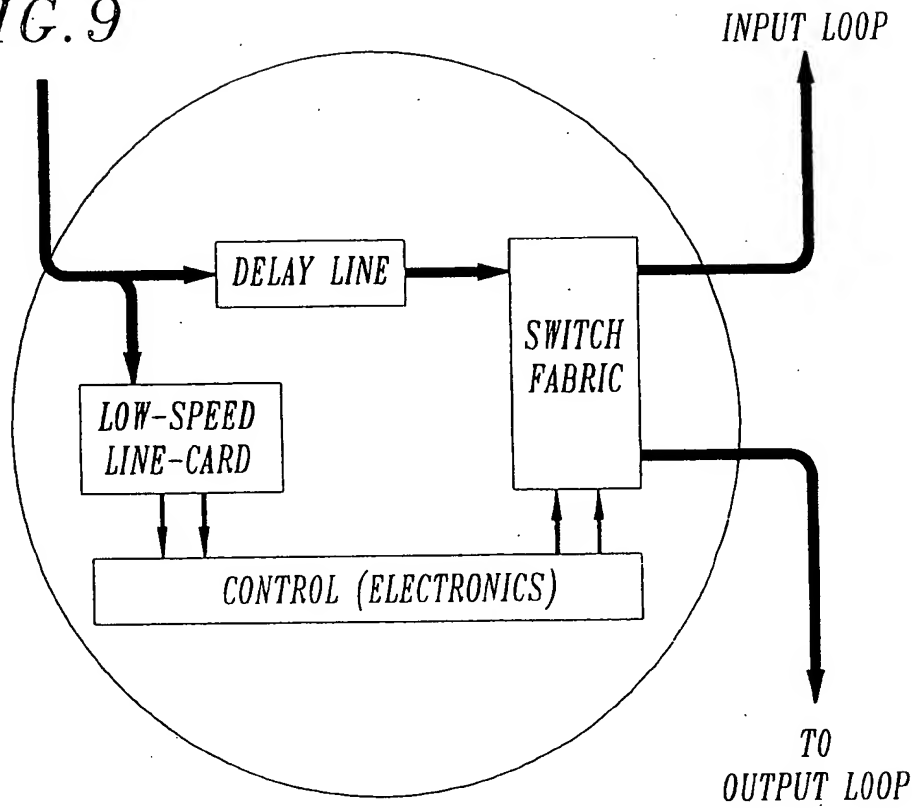 IG. 9
INPUT LOOP
DELAY LINE
SWITCH
FABRIC
LOW-SPEED
LINE-CARD
CONTROL (ELECTRONICS)
TO
OUTPUT LOOP